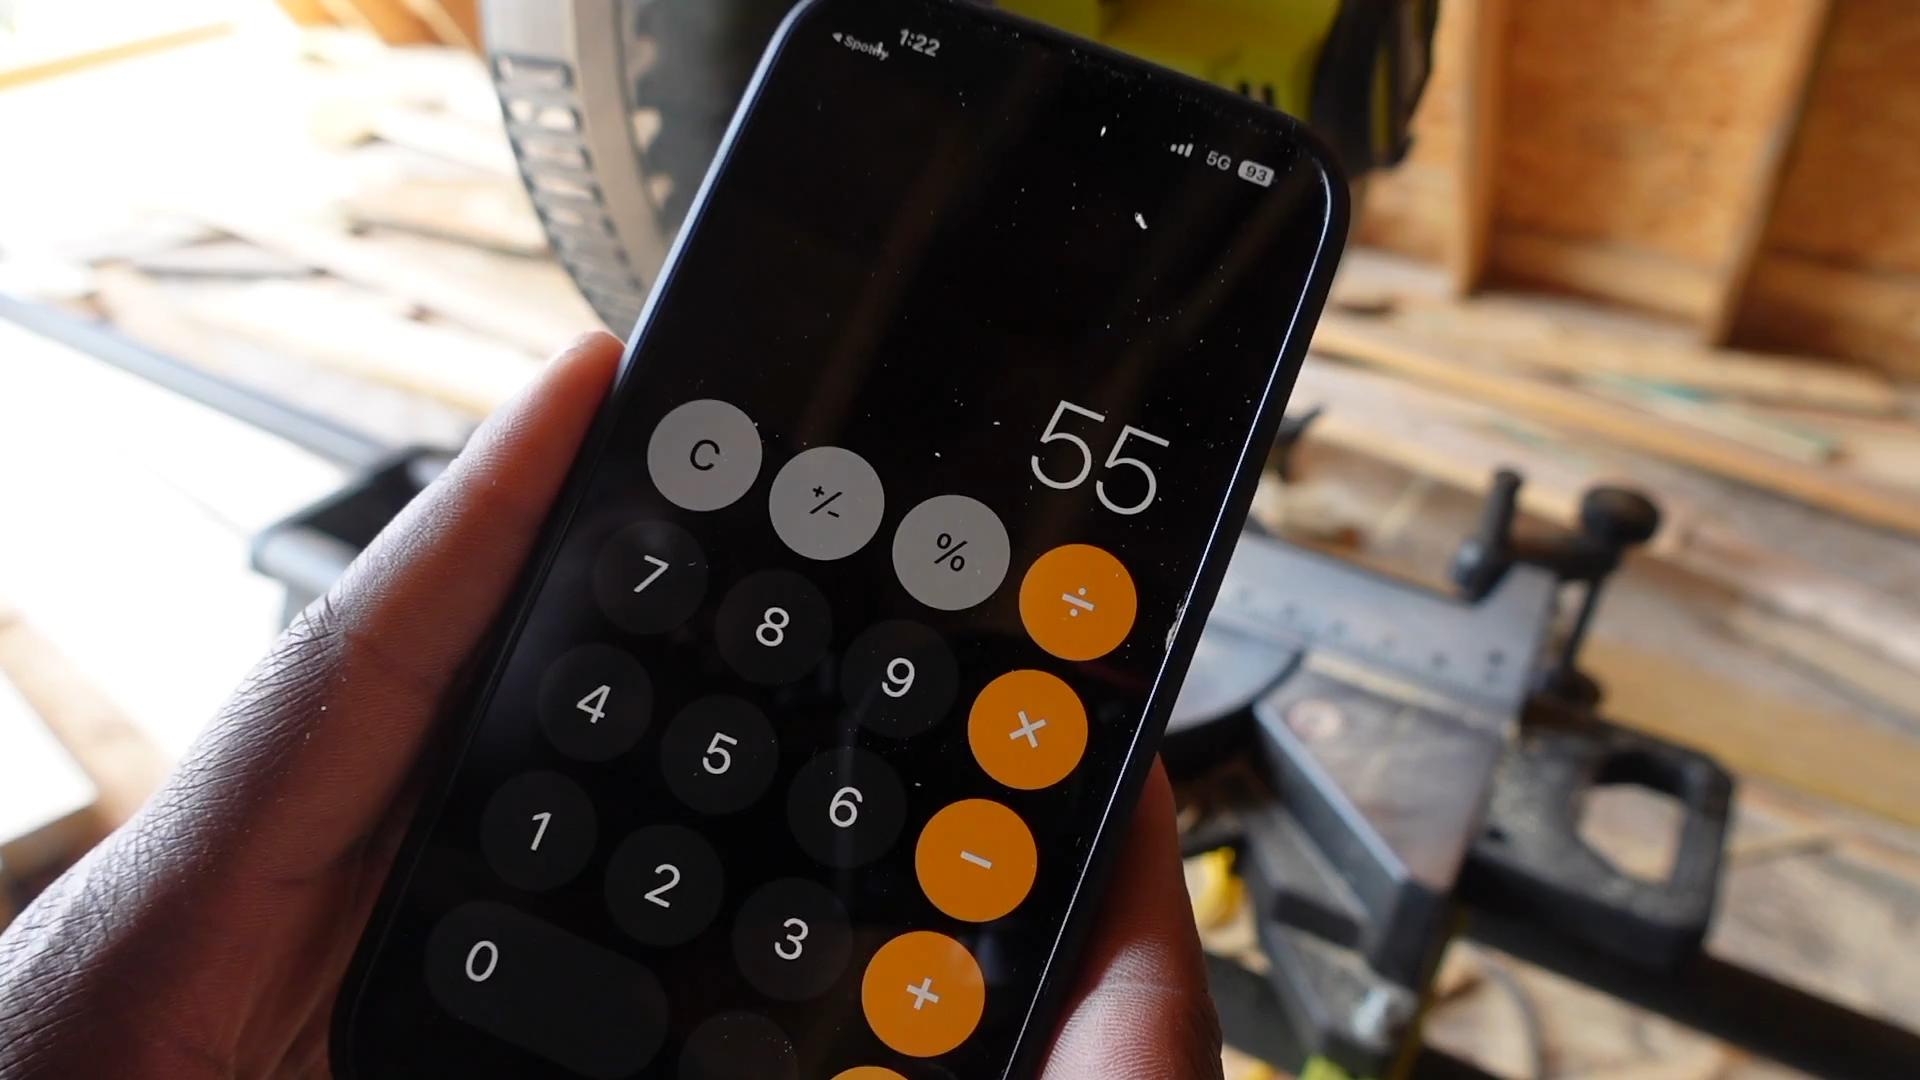 ◀ Spotify 1:22
5G 93
55
C +/- % ÷
7 8 9 ×
4 5 6 −
1 2 3 +
0